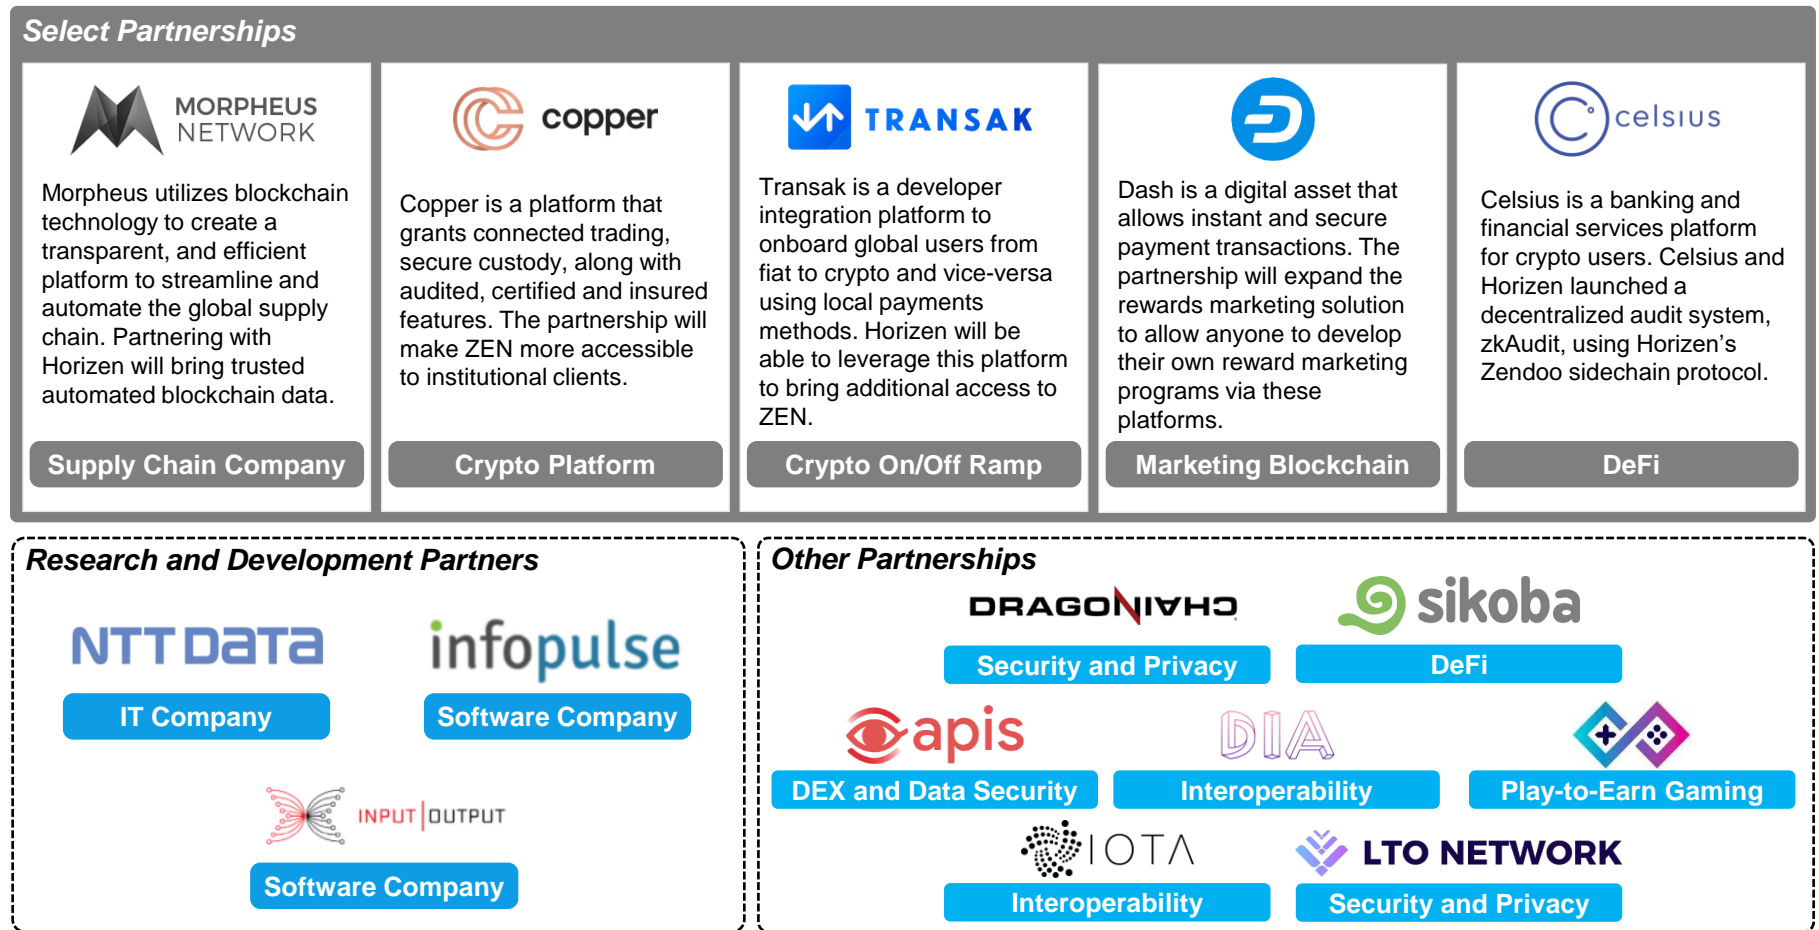 Select Partnerships
MORPHEUS
NETWORK
Morpheus utilizes blockchain
technology to create a
transparent, and efficient
platform to streamline and
automate the global supply
chain. Partnering with
Horizen will bring trusted
automated blockchain data.
Supply Chain Company
copper
Copper is a platform that
grants connected trading,
secure custody, along with
audited, certified and insured
features. The partnership will
make ZEN more accessible
to institutional clients.
Crypto Platform
TRANSAK
Transak is a developer
integration platform to
onboard global users from
fiat to crypto and vice-versa
using local payments
methods. Horizen will be
able to leverage this platform
to bring additional access to
ZEN.
Crypto On/Off Ramp
Dash is a digital asset that
allows instant and secure
payment transactions. The
partnership will expand the
rewards marketing solution
to allow anyone to develop
their own reward marketing
programs via these
platforms.
Marketing Blockchain
celsius
Celsius is a banking and
financial services platform
for crypto users. Celsius and
Horizen launched a
decentralized audit system,
zkAudit, using Horizen's
Zendoo sidechain protocol.
DeFi
Research and Development Partners
NTT DATA
IT Company
infopulse
Software Company
INPUT|OUTPUT
Software Company
Other Partnerships
DRAGONCHAIN
Security and Privacy
sikoba
DeFi
apis
DEX and Data Security
DIA
Interoperability
Play-to-Earn Gaming
IOTA
Interoperability
LTO NETWORK
Security and Privacy